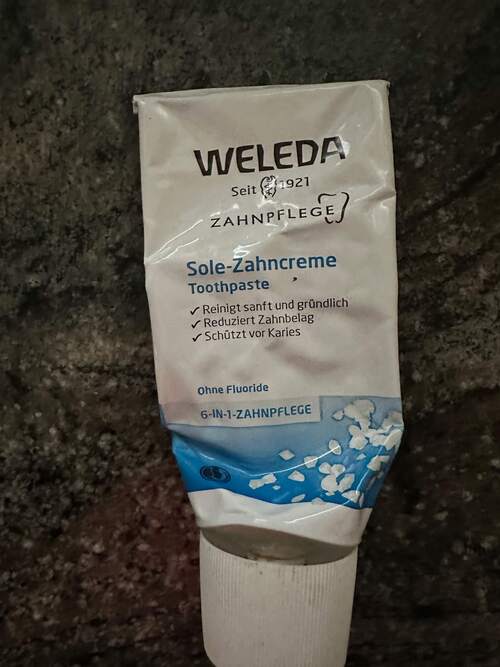 WELEDA
Seit 1921
ZAHNPFLEGE
Sole-Zahncreme
Toothpaste
✓ Reinigt sanft und gründlich
✓ Reduziert Zahnbelag
✓ Schützt vor Karies
Ohne Fluoride
6-IN-1-ZAHNPFLEGE